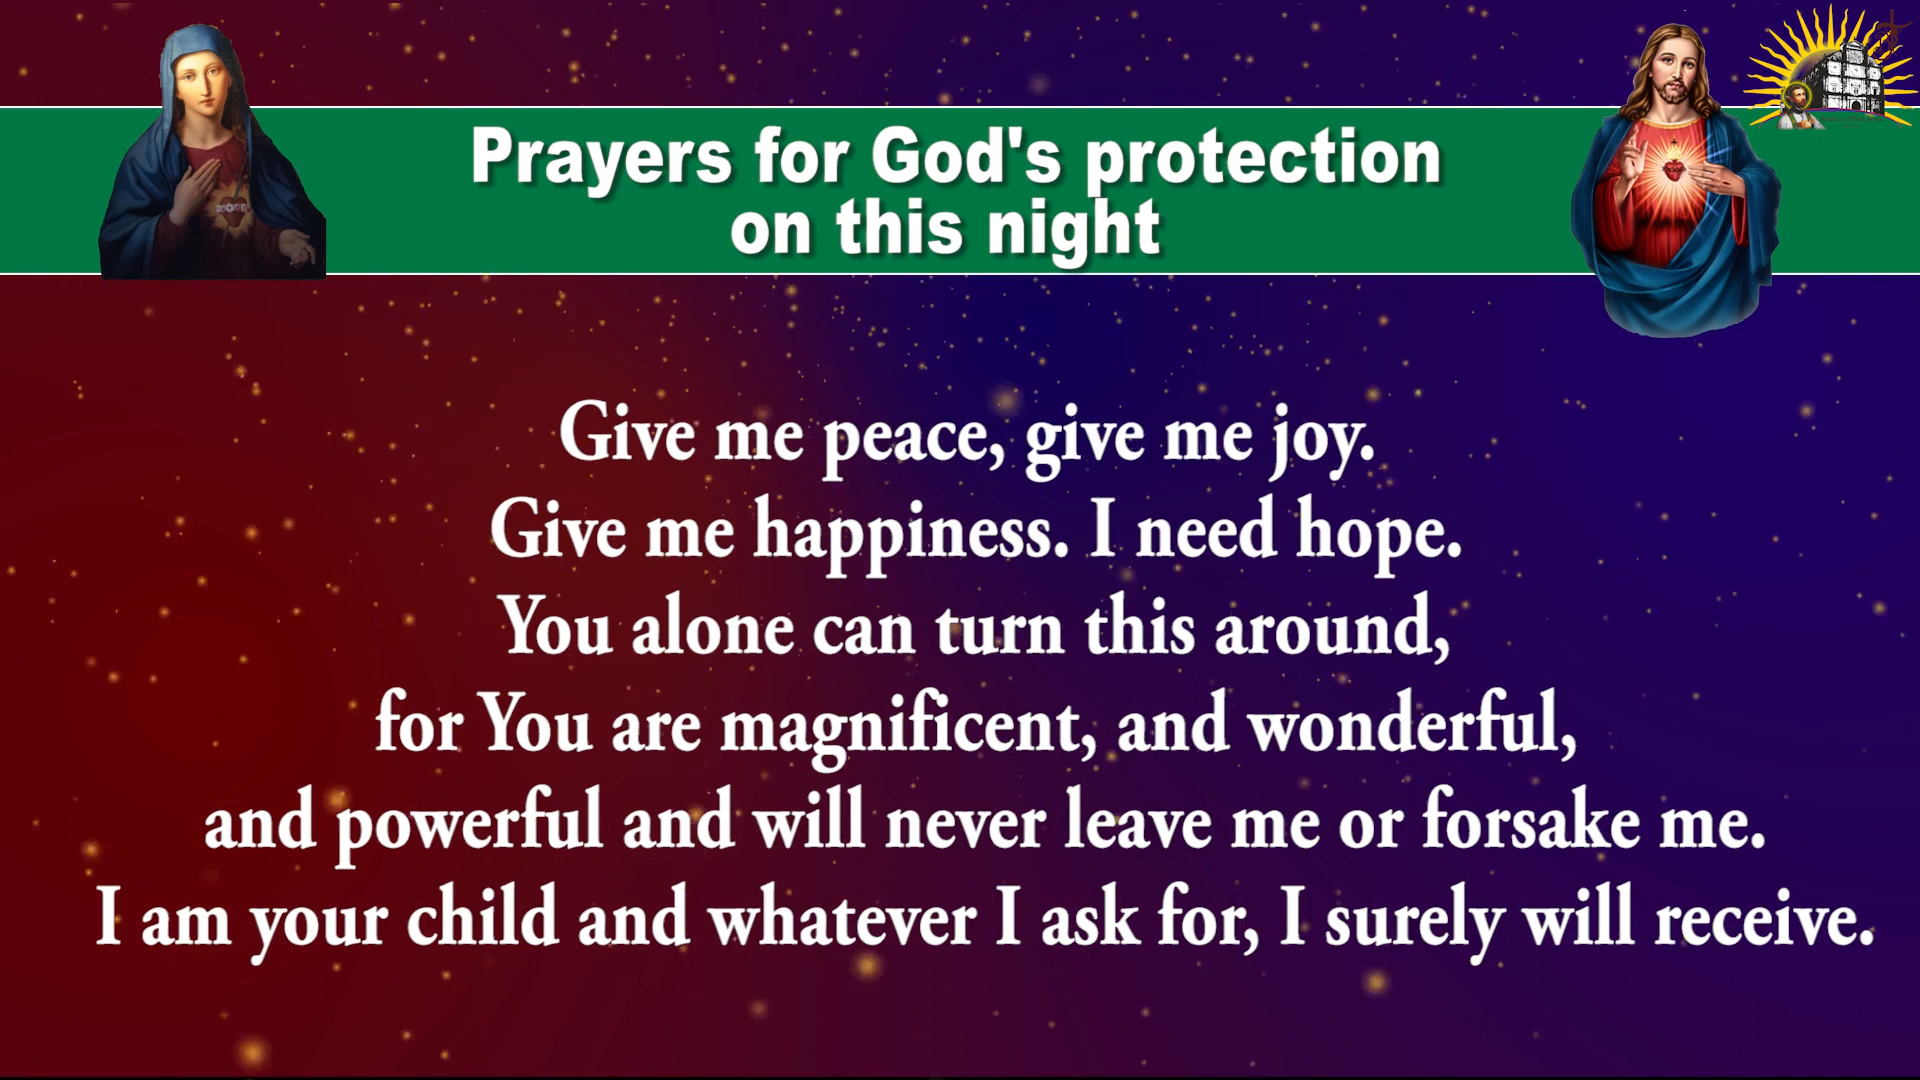 Prayers for God's protection
on this night
Give me peace, give me joy.
Give me happiness. I need hope.
You alone can turn this around,
for You are magnificent, and wonderful,
and powerful and will never leave me or forsake me.
I am your child and whatever I ask for, I surely will receive.